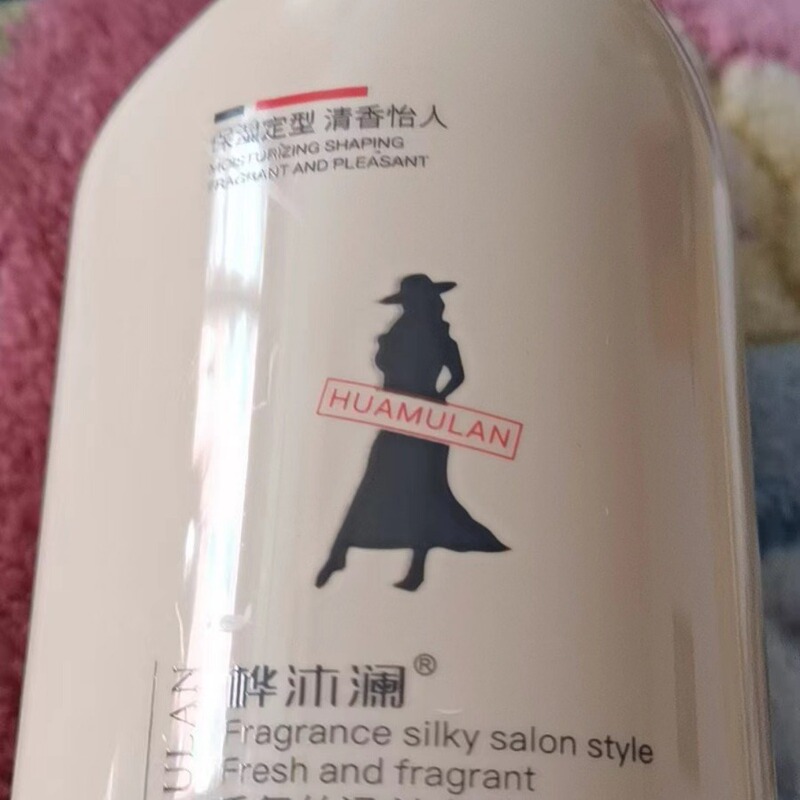 保湿定型 清香怡人
MOISTURIZING SHAPING
FRAGRANT AND PLEASANT
HUAMULAN
桦沐澜®
Fragrance silky salon style
Fresh and fragrant
ULAN